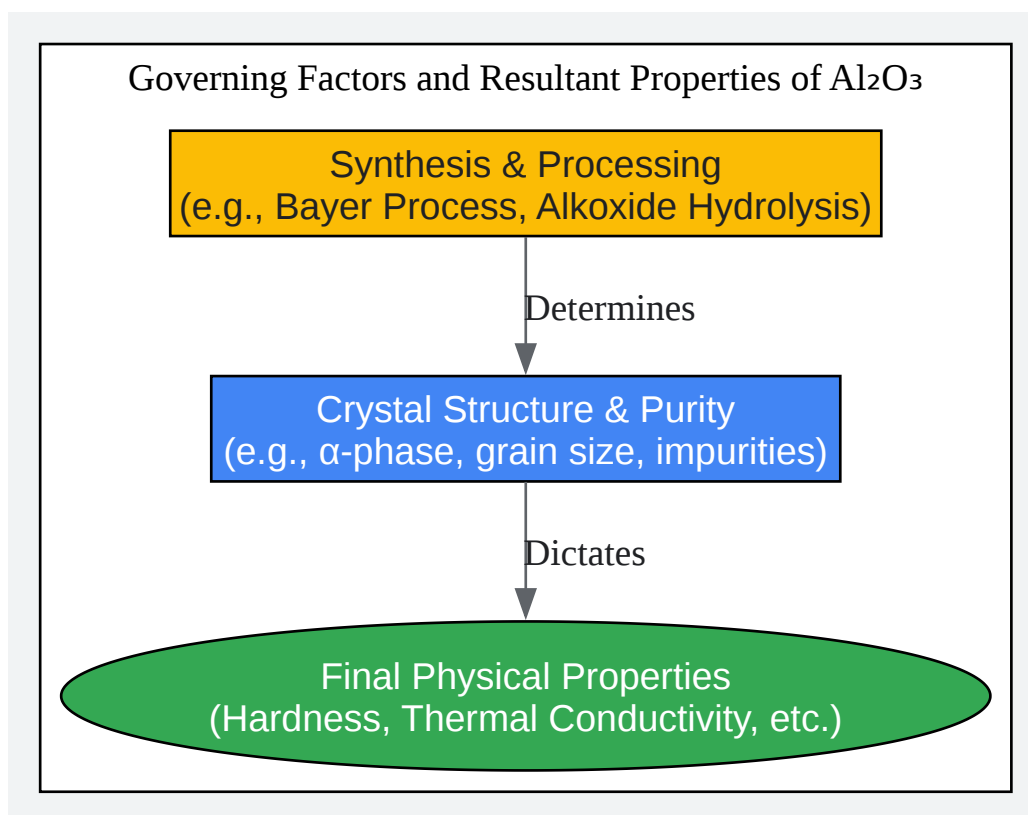 Governing Factors and Resultant Properties of Al₂O₃
Synthesis & Processing
(e.g., Bayer Process, Alkoxide Hydrolysis)
Determines
Crystal Structure & Purity
(e.g., α-phase, grain size, impurities)
Dictates
Final Physical Properties
(Hardness, Thermal Conductivity, etc.)